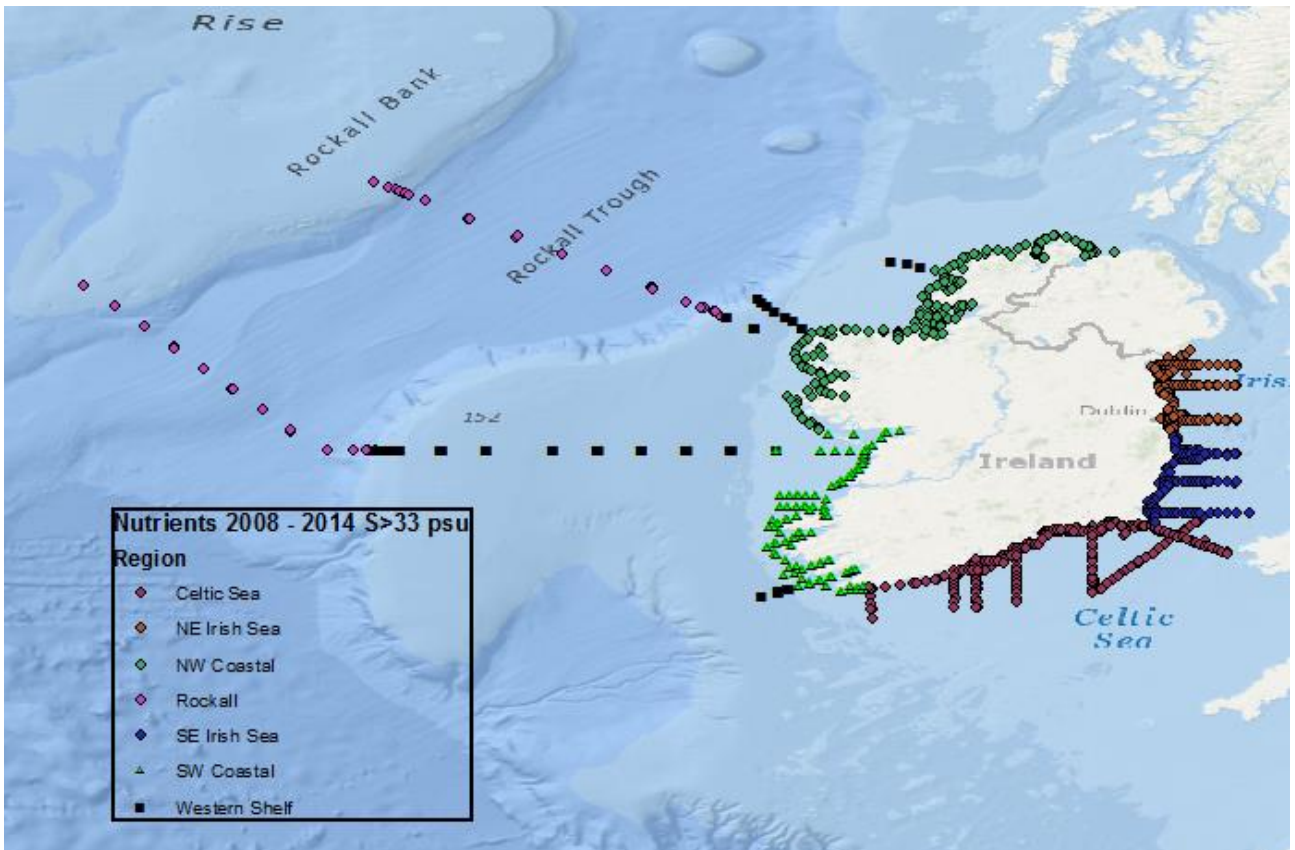 Rise
Rockall Bank
Rockall Trough
152
Dublin
Iris
Ireland
Celtic
Sea
Nutrients 2008 - 2014 S>33 psu
Region
Celtic Sea
NE Irish Sea
NW Coastal
Rockall
SE Irish Sea
SW Coastal
Western Shelf